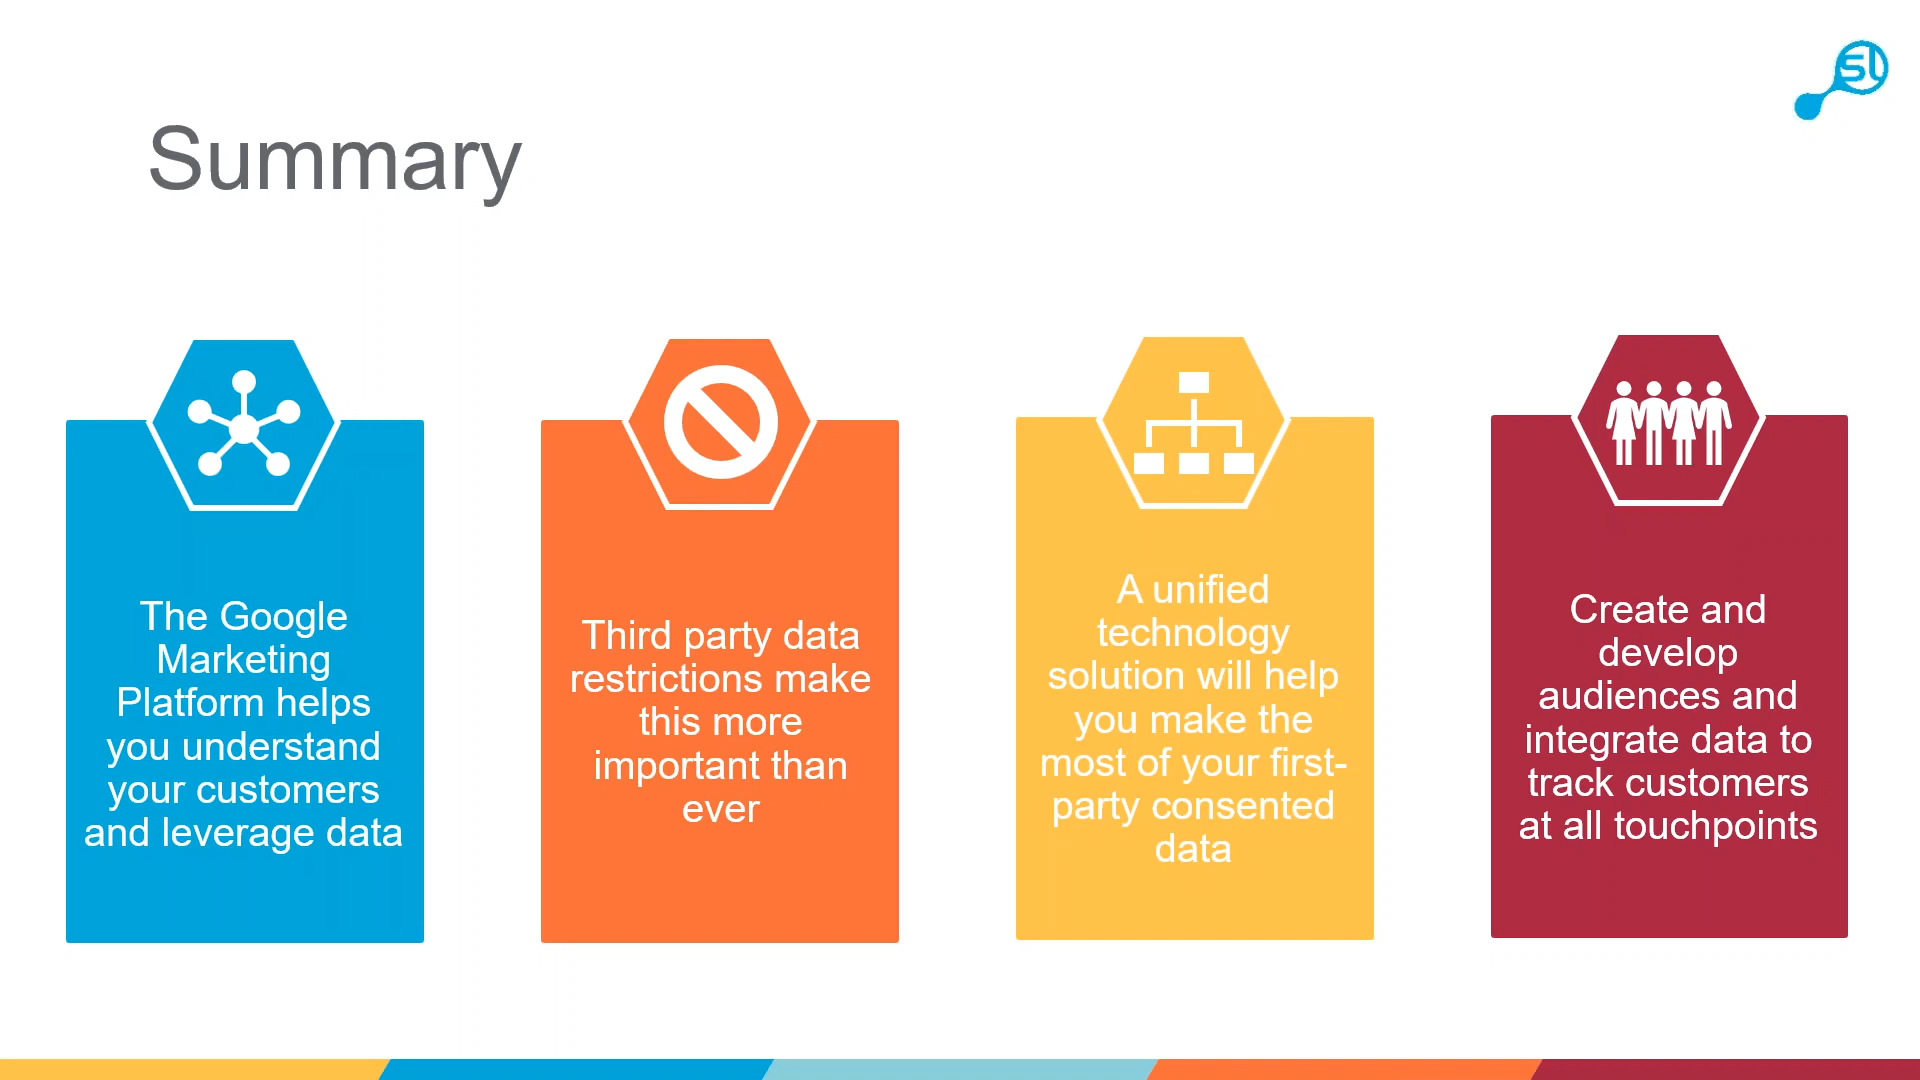 SL
Summary
The Google
Marketing
Platform helps
you understand
your customers
and leverage data
Third party data
restrictions make
this more
important than
ever
A unified
technology
solution will help
you make the
most of your first-
party consented
data
Create and
develop
audiences and
integrate data to
track customers
at all touchpoints